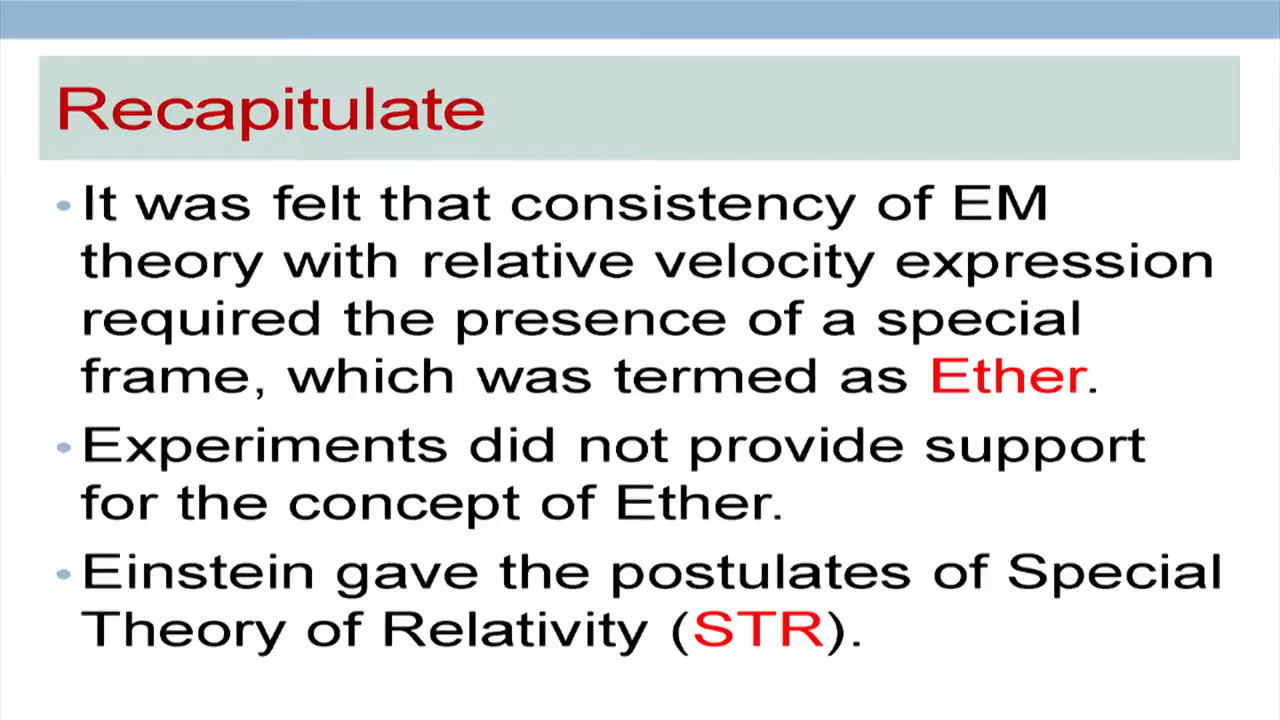 Recapitulate
• It was felt that consistency of EM
theory with relative velocity expression
required the presence of a special
frame, which was termed as Ether.
• Experiments did not provide support
for the concept of Ether.
• Einstein gave the postulates of Special
Theory of Relativity (STR).